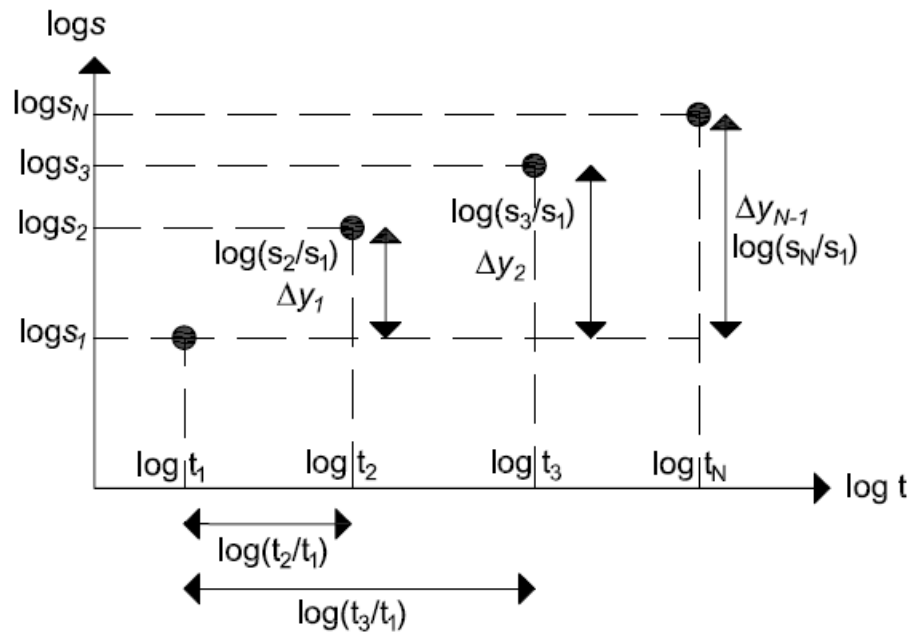 logs
logs_N
logs_3
logs_2
logs_1
log(s_2/s_1)
Δy_1
log(s_3/s_1)
Δy_2
Δy_{N-1}
log(s_N/s_1)
log t_1
log t_2
log t_3
log t_N
log t
log(t_2/t_1)
log(t_3/t_1)